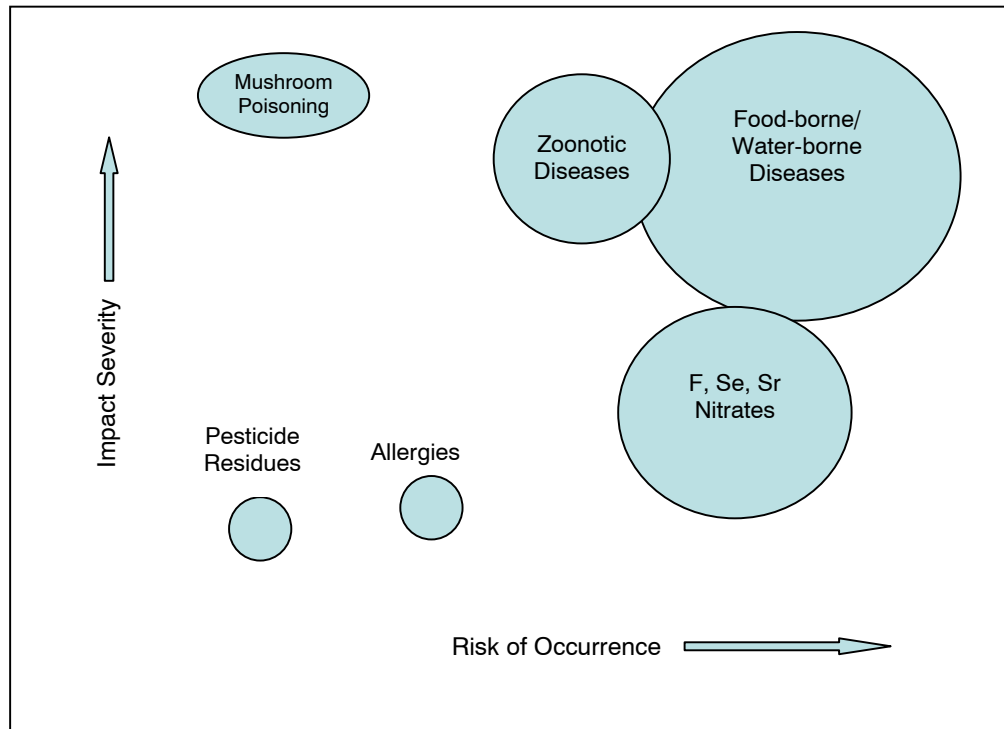 Mushroom
Poisoning
Zoonotic
Diseases
Food-borne/
Water-borne
Diseases
Impact Severity
F, Se, Sr
Nitrates
Pesticide
Residues
Allergies
Risk of Occurrence